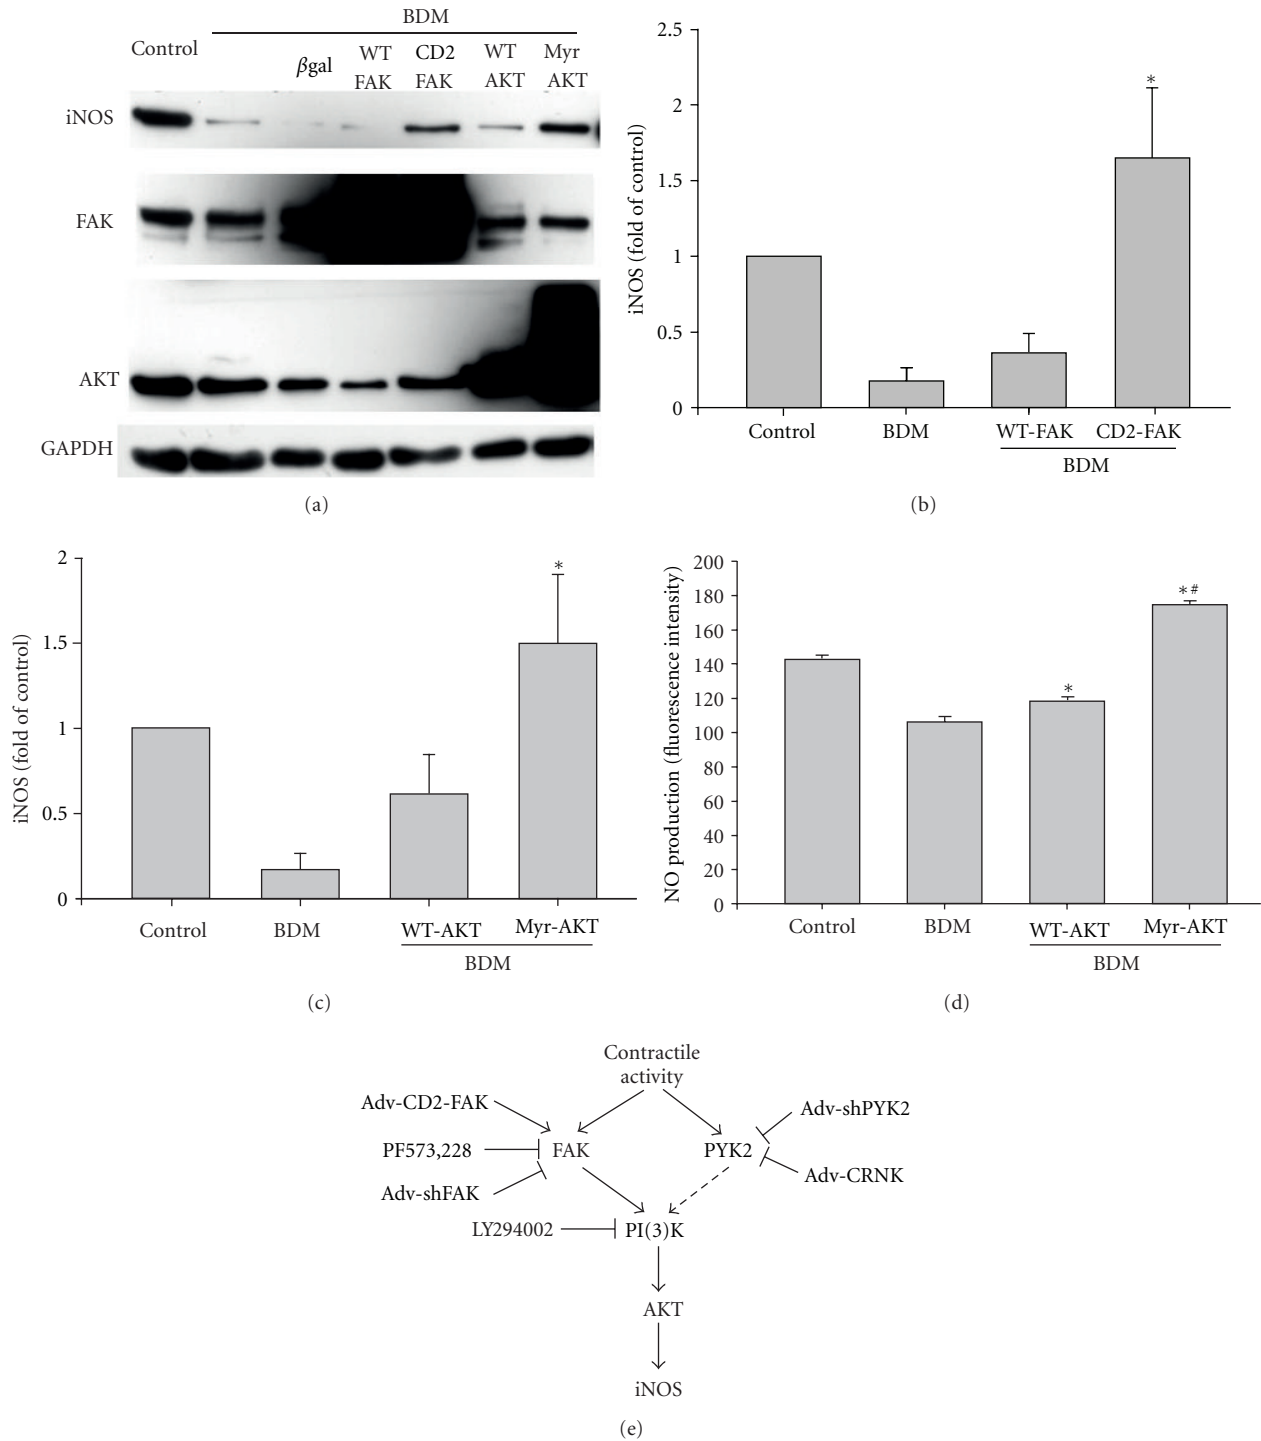 BDM
Control
βgal
WT FAK
CD2 FAK
WT AKT
Myr AKT
iNOS
FAK
AKT
GAPDH
(a)
iNOS (fold of control)
2.5
2
1.5
1
0.5
0
*
Control
BDM
WT-FAK
CD2-FAK
BDM
(b)
iNOS (fold of control)
2
1.5
1
0.5
0
*
Control
BDM
WT-AKT
Myr-AKT
BDM
(c)
NO production (fluorescence intensity)
200
180
160
140
120
100
80
60
40
20
0
*
*#
Control
BDM
WT-AKT
Myr-AKT
BDM
(d)
Contractile
activity
Adv-CD2-FAK
Adv-shPYK2
PF573,228
FAK
PYK2
Adv-shFAK
Adv-CRNK
LY294002
PI(3)K
AKT
iNOS
(e)